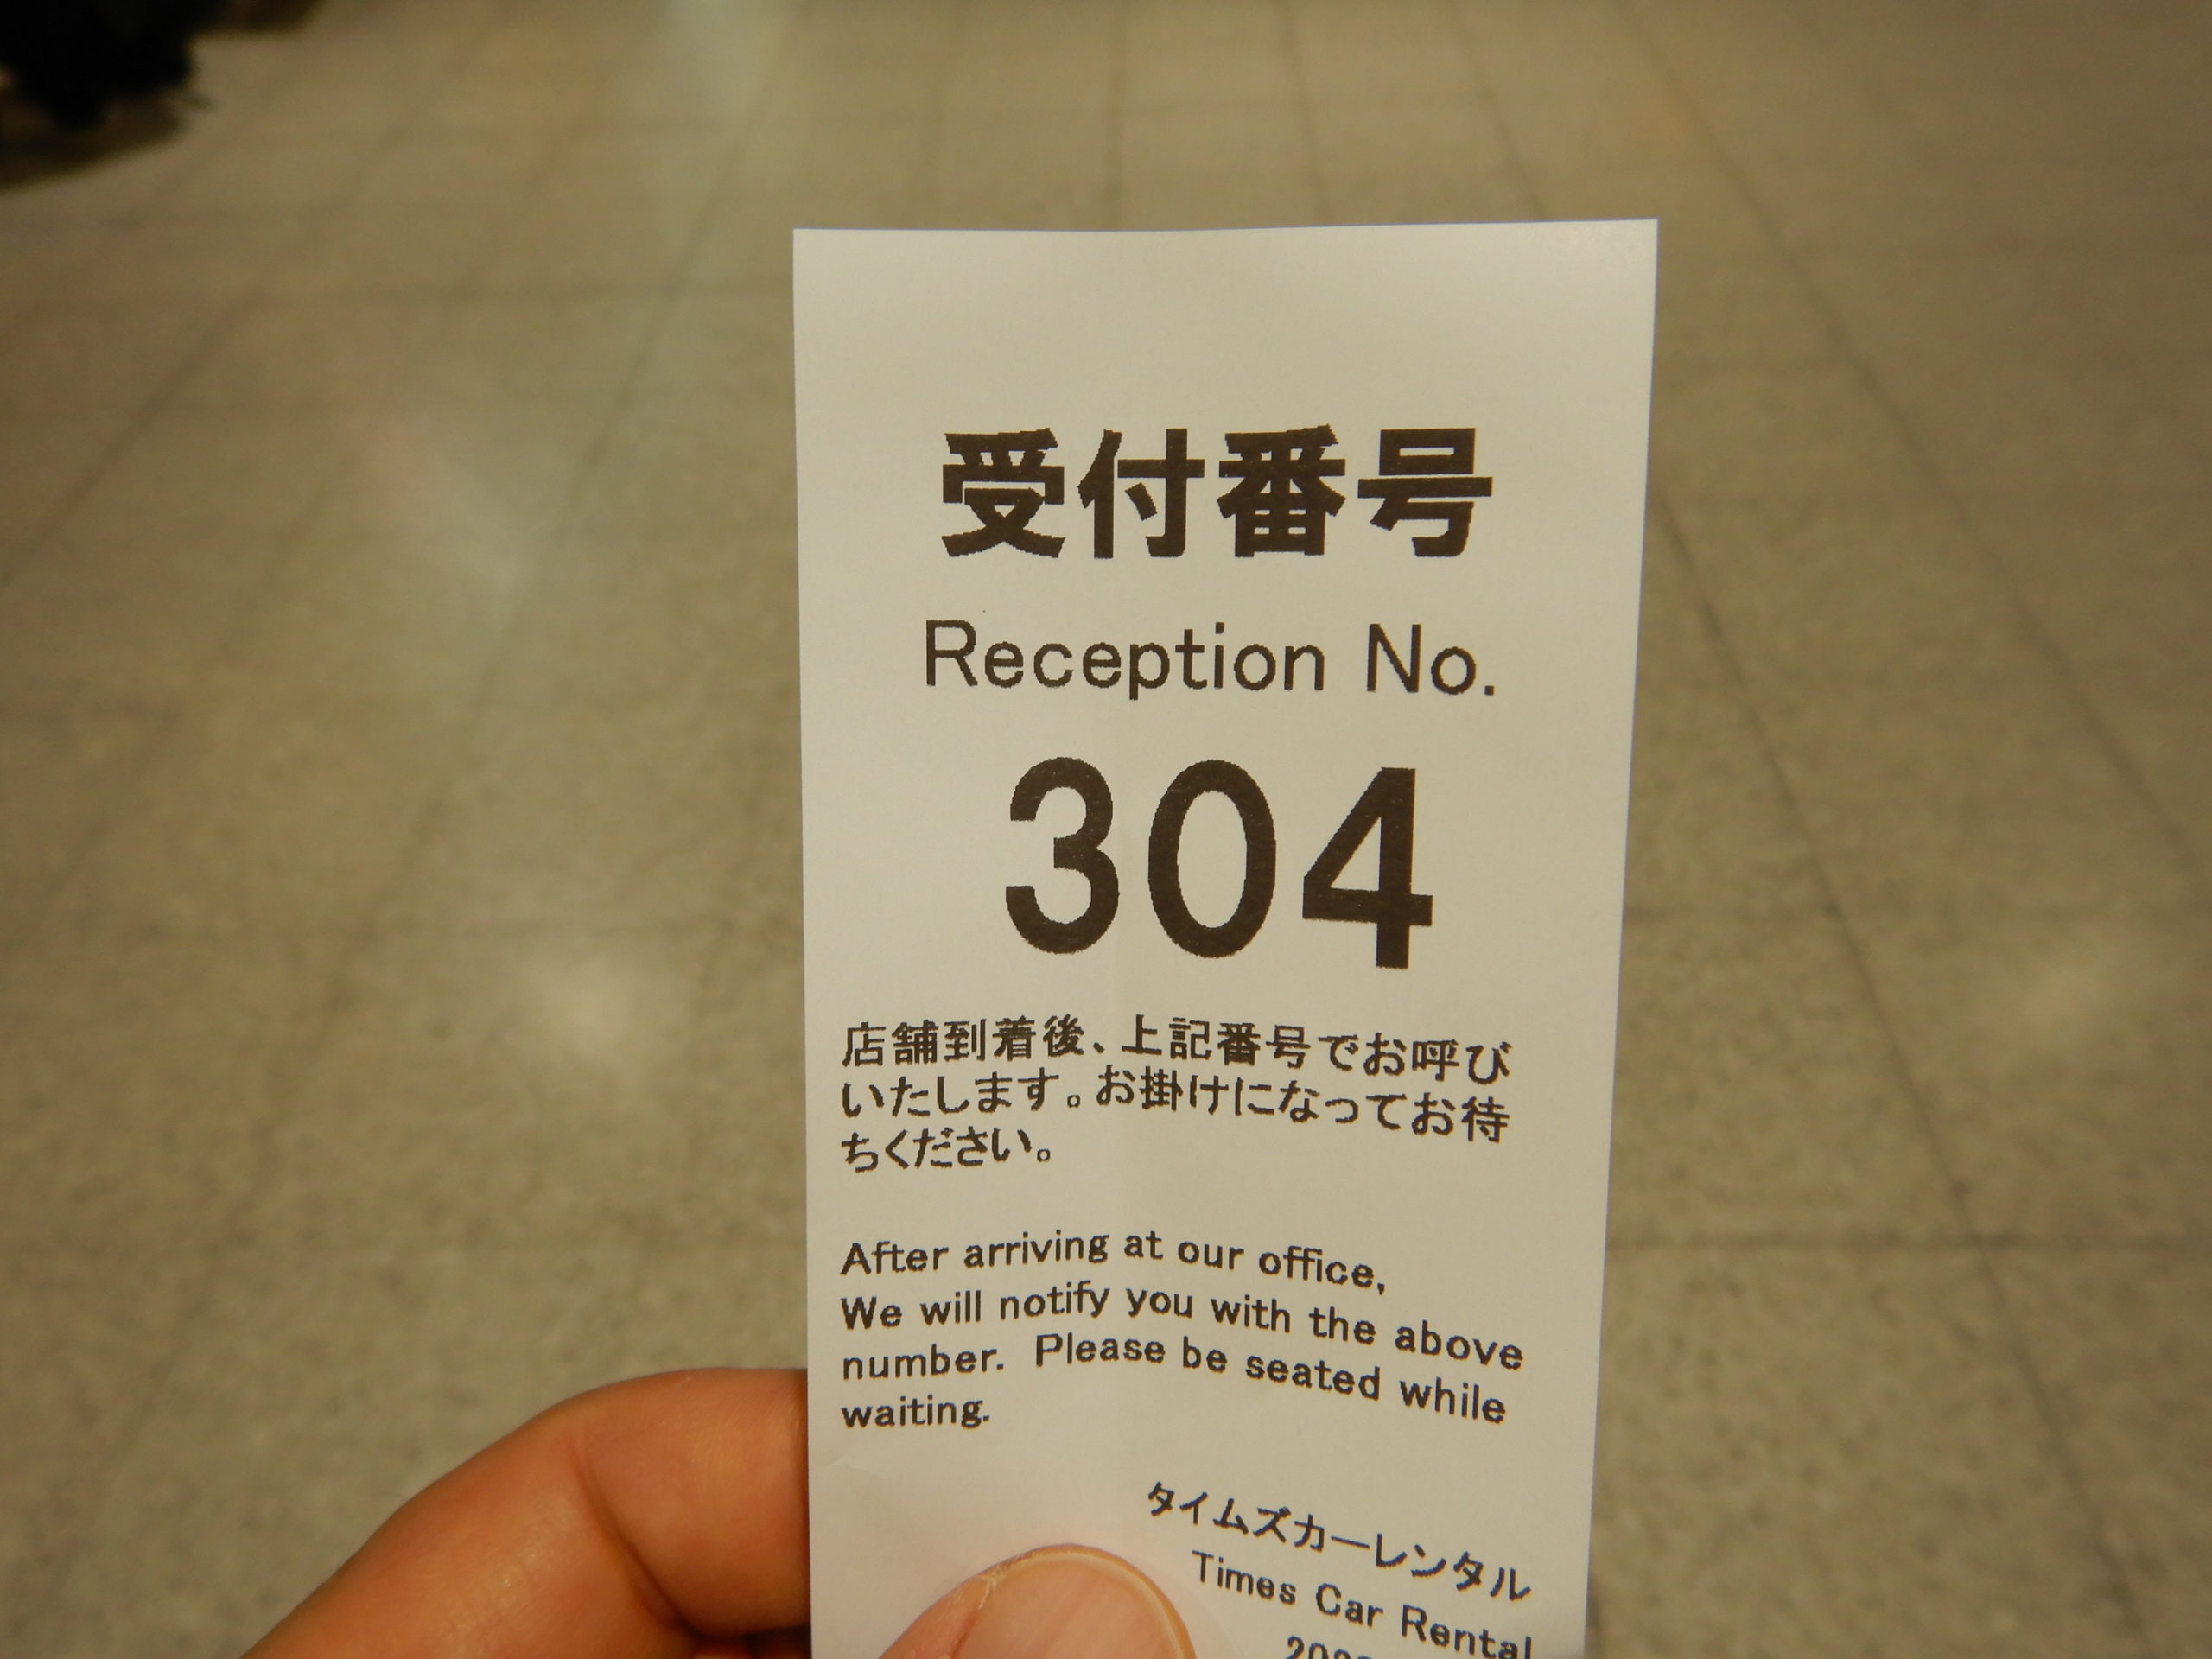 受付番号
Reception No.
304
店舗到着後、上記番号でお呼び
いたします。お掛けになってお待
ちください。
After arriving at our office,
We will notify you with the above
number. Please be seated while
waiting.
タイムズカーレンタル
Times Car Rental